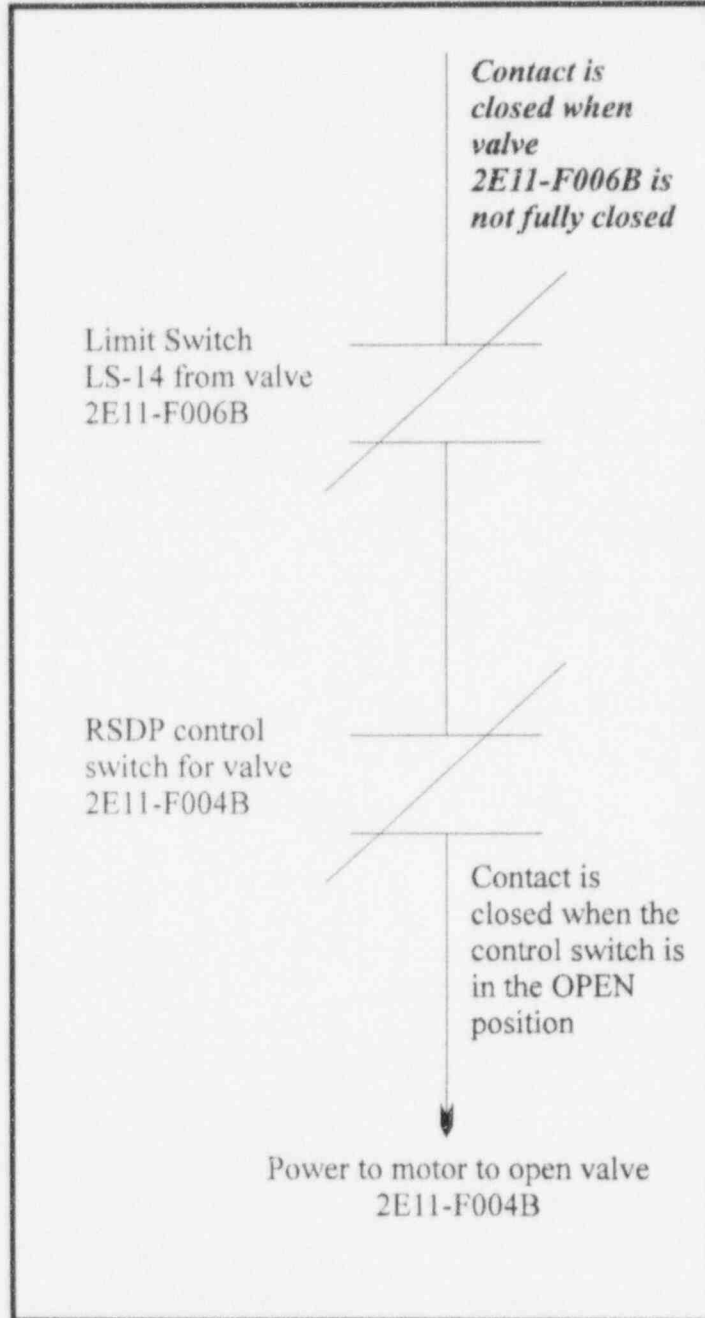 Contact is
closed when
valve
2E11-F006B is
not fully closed
Limit Switch
LS-14 from valve
2E11-F006B
RSDP control
switch for valve
2E11-F004B
Contact is
closed when the
control switch is
in the OPEN
position
Power to motor to open valve
2E11-F004B